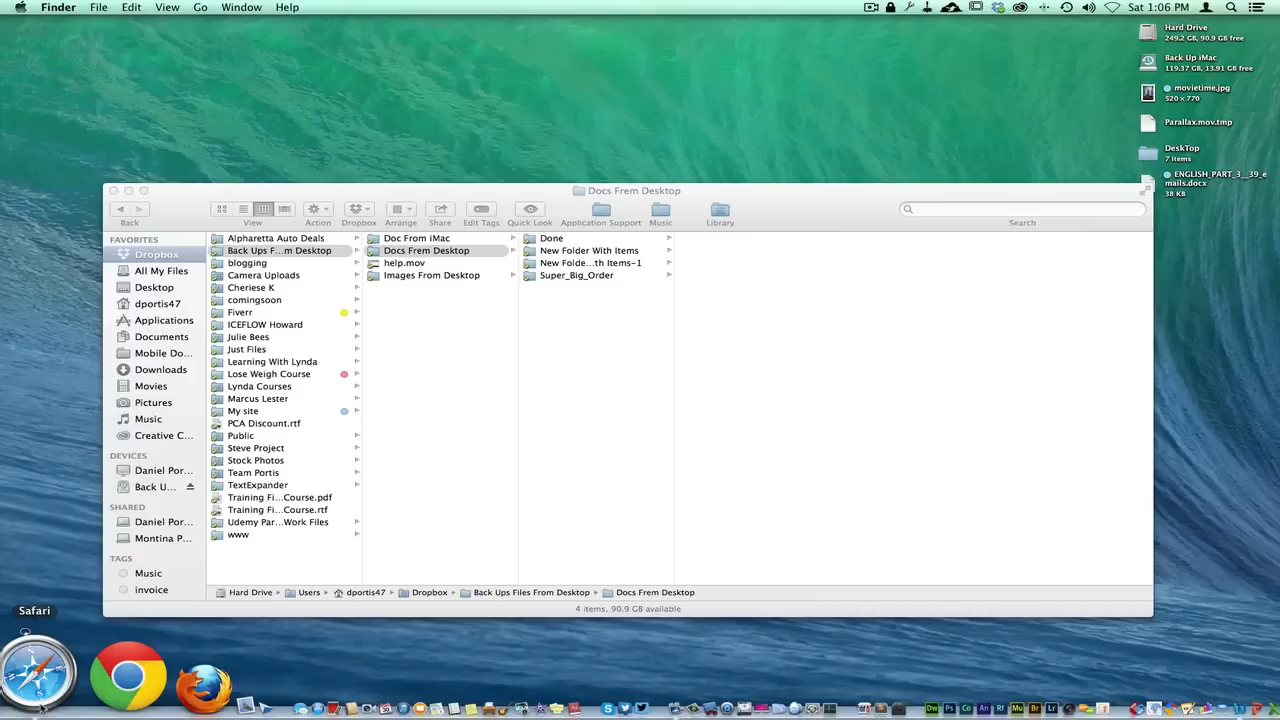 Finder File Edit View Go Window Help
Sat 1:06 PM
Hard Drive
249.2 GB, 90.9 GB free
Back Up iMac
119.37 GB, 13.91 GB free
movietime.jpg
520 × 770
Parallax.mov.tmp
DeskTop
7 items
ENGLISH_PART_3__39_e
mails.docx
38 KB
Docs Frem Desktop
Back View Action Dropbox Arrange Share Edit Tags Quick Look Application Support Music Library Search
FAVORITES
Dropbox
All My Files
Desktop
dportis47
Applications
Documents
Mobile Do...
Downloads
Movies
Pictures
Music
Creative C...
DEVICES
Daniel Por...
Back U...
SHARED
Daniel Por...
Montina P...
TAGS
Music
invoice
Alpharetta Auto Deals
Back Ups F...m Desktop
blogging
Camera Uploads
Cheriese K
comingsoon
Fiverr
ICEFLOW Howard
Julie Bees
Just Files
Learning With Lynda
Lose Weigh Course
Lynda Courses
Marcus Lester
My site
PCA Discount.rtf
Public
Steve Project
Stock Photos
Team Portis
TextExpander
Training Fi...Course.pdf
Training Fi...Course.rtf
Udemy Par...Work Files
www
Doc From iMac
Docs Frem Desktop
help.mov
Images From Desktop
Done
New Folder With Items
New Folde...th Items-1
Super_Big_Order
Hard Drive Users dportis47 Dropbox Back Ups Files From Desktop Docs Frem Desktop
4 items, 90.9 GB available
Safari
Dw Ps Ai Rf Mu Br Lr